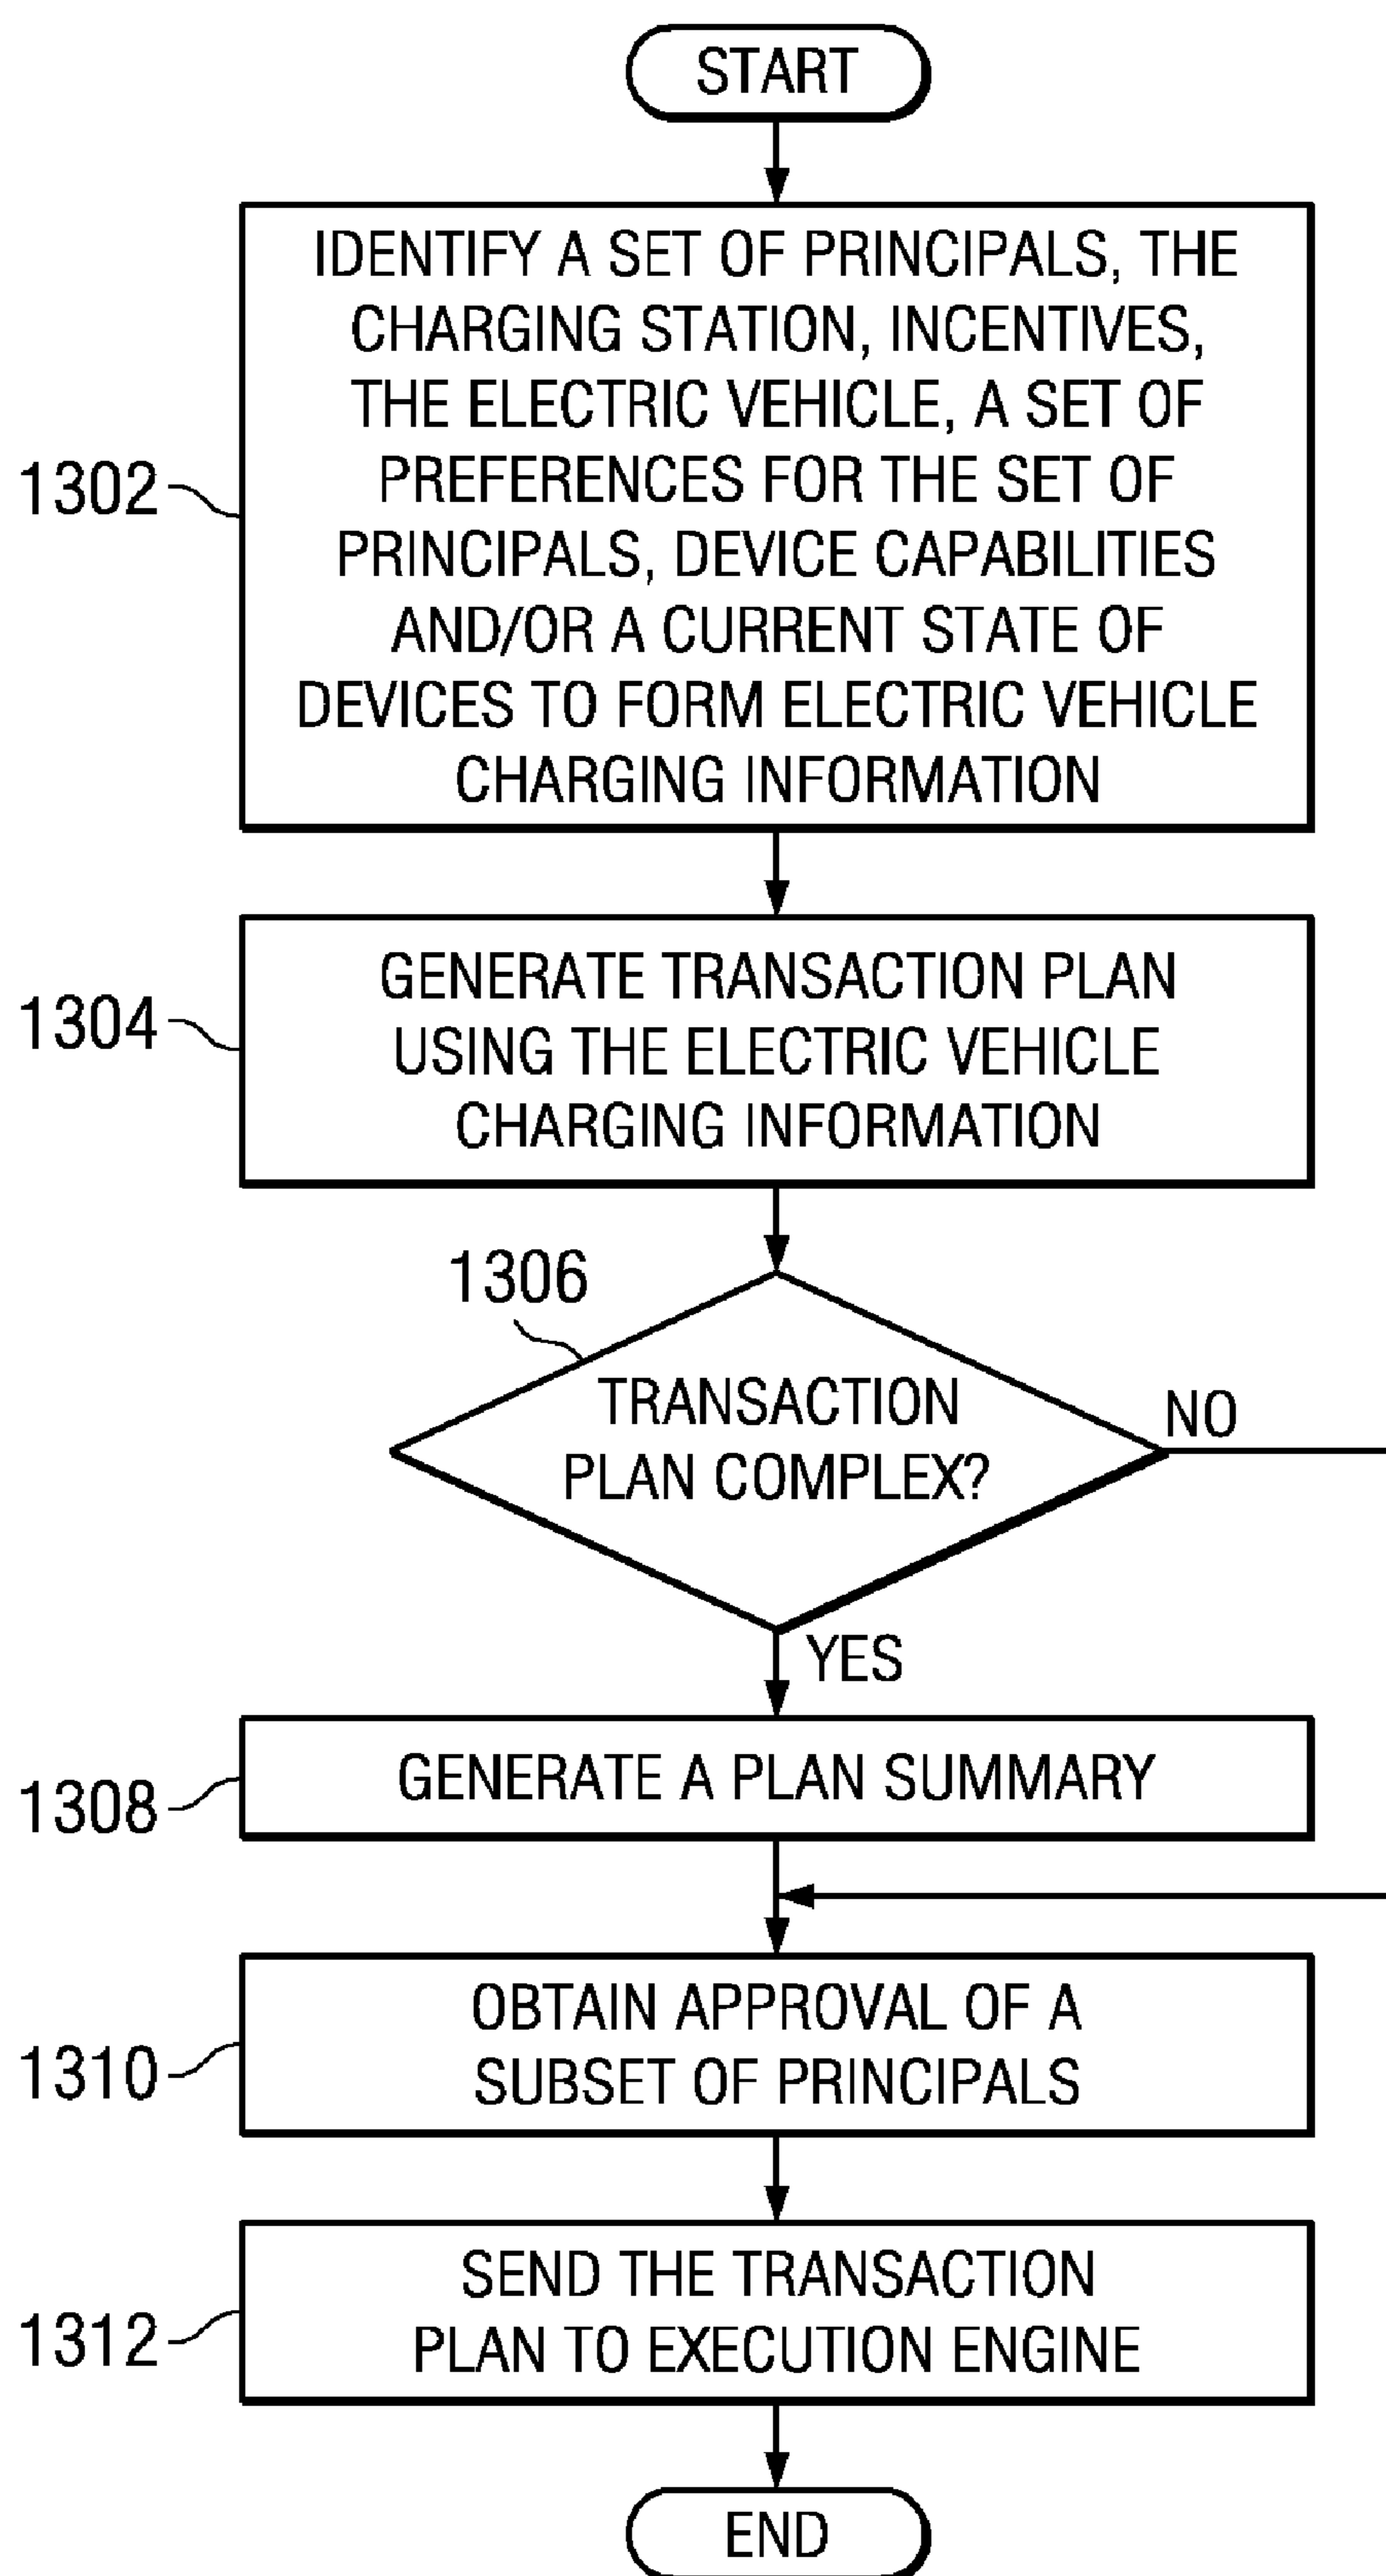 START
IDENTIFY A SET OF PRINCIPALS, THE
CHARGING STATION, INCENTIVES,
THE ELECTRIC VEHICLE, A SET OF
PREFERENCES FOR THE SET OF
PRINCIPALS, DEVICE CAPABILITIES
AND/OR A CURRENT STATE OF
DEVICES TO FORM ELECTRIC VEHICLE
CHARGING INFORMATION
1302
GENERATE TRANSACTION PLAN
USING THE ELECTRIC VEHICLE
CHARGING INFORMATION
1304
1306
TRANSACTION
PLAN COMPLEX?
NO
YES
GENERATE A PLAN SUMMARY
1308
OBTAIN APPROVAL OF A
SUBSET OF PRINCIPALS
1310
SEND THE TRANSACTION
PLAN TO EXECUTION ENGINE
1312
END